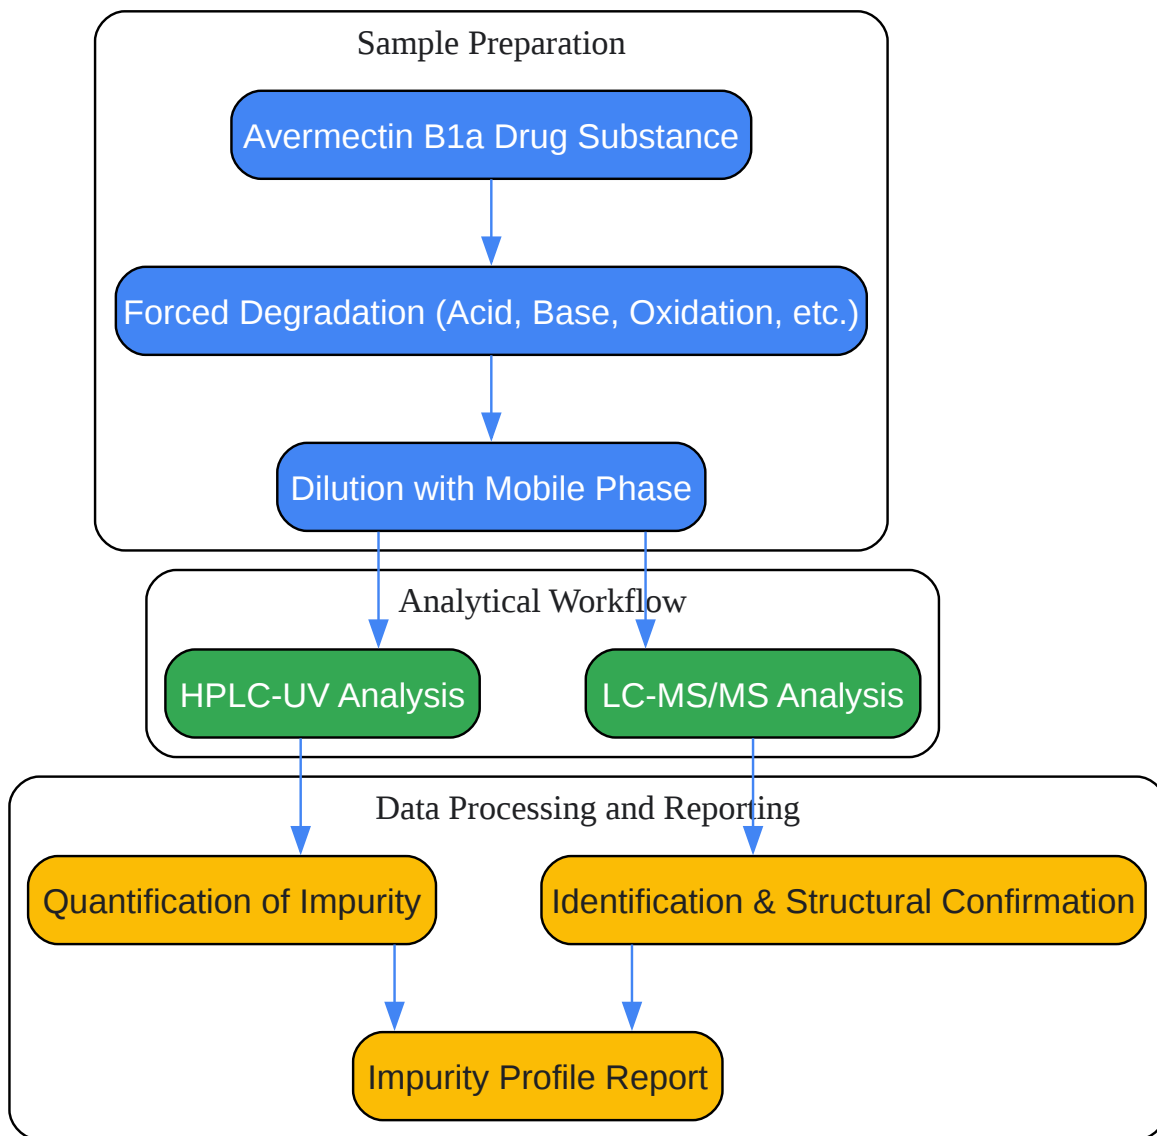 Sample Preparation
Avermectin B1a Drug Substance
Forced Degradation (Acid, Base, Oxidation, etc.)
Dilution with Mobile Phase
Analytical Workflow
HPLC-UV Analysis
LC-MS/MS Analysis
Data Processing and Reporting
Quantification of Impurity
Identification & Structural Confirmation
Impurity Profile Report